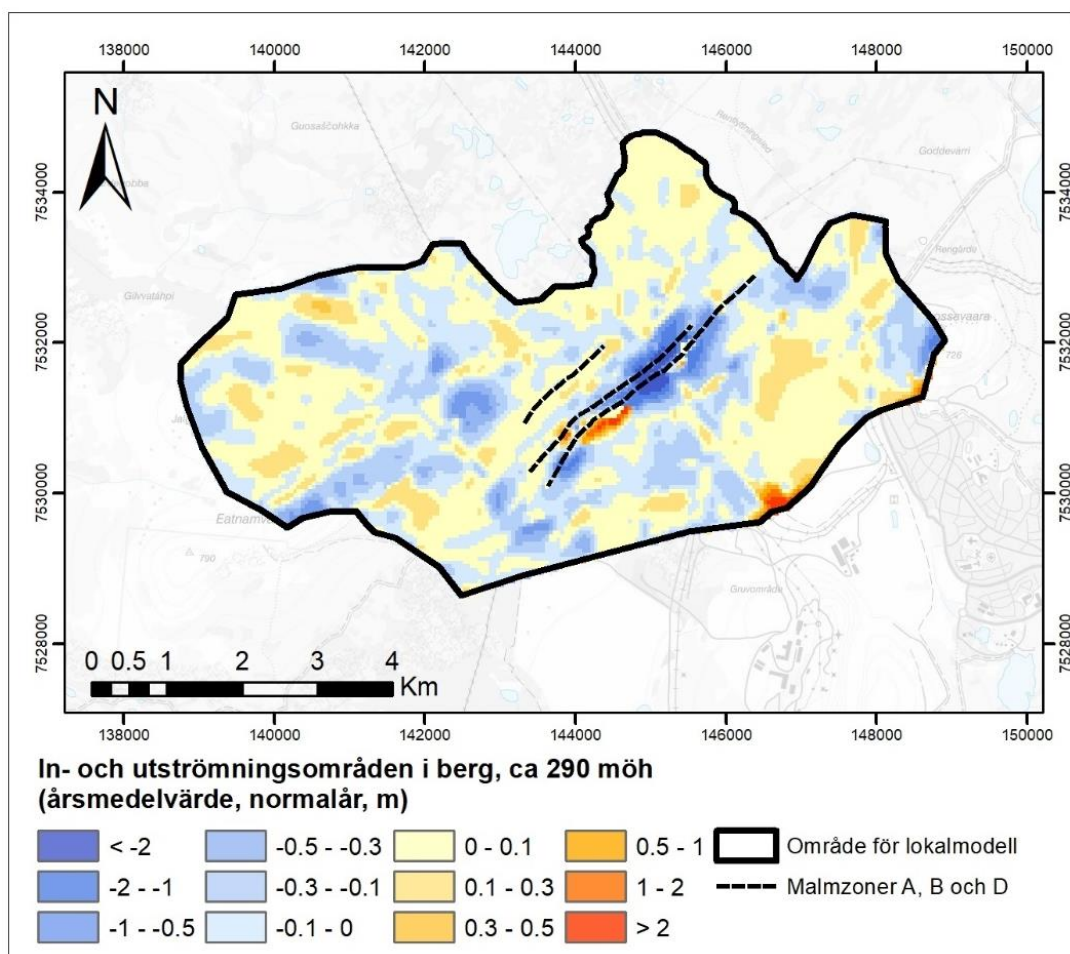 138000 140000 142000 144000 146000 148000 150000
N
Guosaščohkka
Renflyttningsled
Goddevarri
7534000 7534000
Rengärde
Gilvvatáhpi
7532000 7532000
726
7530000 7530000
790
Gruvområde
7528000 7528000
0 0.5 1 2 3 4
Km
138000 140000 142000 144000 146000 148000 150000
In- och utströmningsområden i berg, ca 290 möh
(årsmedelvärde, normalår, m)
< -2 -0.5 - -0.3 0 - 0.1 0.5 - 1 Område för lokalmodell
-2 - -1 -0.3 - -0.1 0.1 - 0.3 1 - 2 Malmzoner A, B och D
-1 - -0.5 -0.1 - 0 0.3 - 0.5 > 2